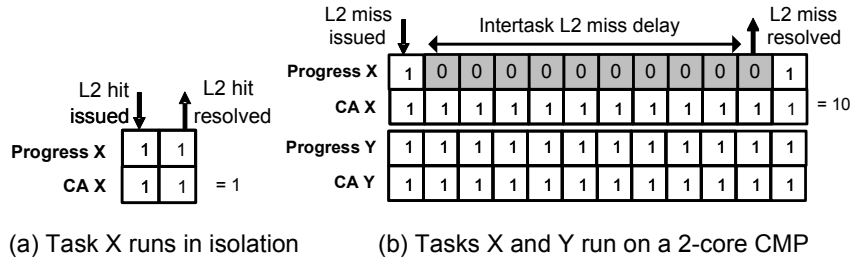 L2 hit
issued
L2 hit
resolved
Progress X 1 1
CA X 1 1 = 1
(a) Task X runs in isolation
L2 miss
issued
Intertask L2 miss delay
L2 miss
resolved
Progress X 1 0 0 0 0 0 0 0 0 0 0 1
CA X 1 1 1 1 1 1 1 1 1 1 1 1 = 10
Progress Y 1 1 1 1 1 1 1 1 1 1 1 1
CA Y 1 1 1 1 1 1 1 1 1 1 1 1
(b) Tasks X and Y run on a 2-core CMP